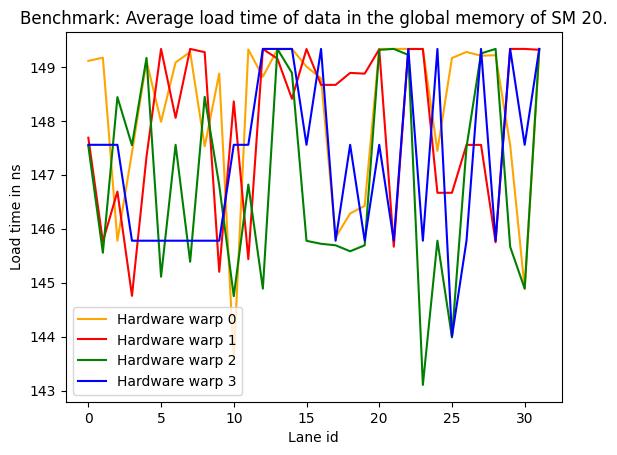 Benchmark: Average load time of data in the global memory of SM 20.
Load time in ns
149
148
147
146
145
144
143
Hardware warp 0
Hardware warp 1
Hardware warp 2
Hardware warp 3
0 5 10 15 20 25 30
Lane id